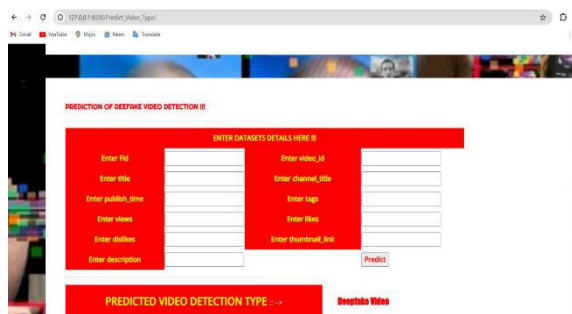 127.0.0.1:8000/Predict_Video_Type/
Gmail YouTube Maps News Translate
PREDICTION OF DEEFAKE VIDEO DETECTION !!!
ENTER DATASETS DETAILS HERE !!!
Enter Fid Enter video_id
Enter title Enter channel_title
Enter publish_time Enter tags
Enter views Enter likes
Enter dislikes Enter thumbnail_link
Enter description Predict
PREDICTED VIDEO DETECTION TYPE ::--> Deepfake Video